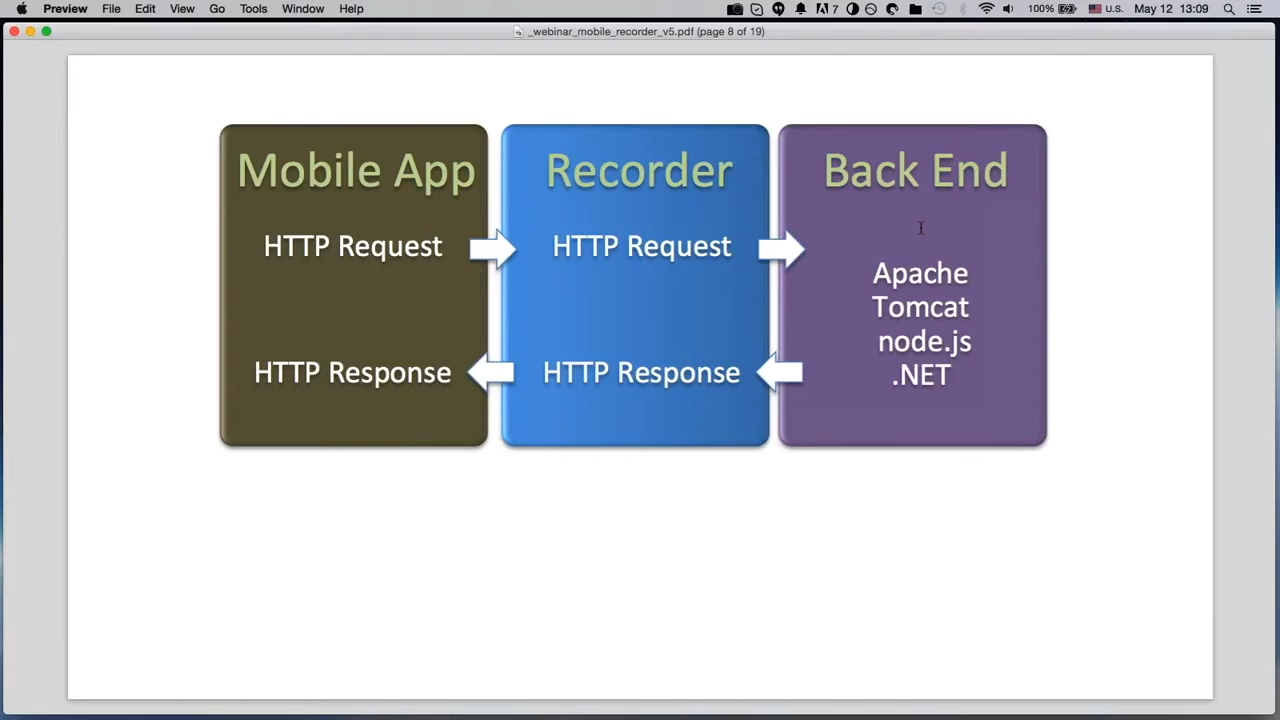 Preview File Edit View Go Tools Window Help 7 100% U.S. May 12 13:09
_webinar_mobile_recorder_v5.pdf (page 8 of 19)
Mobile App
HTTP Request
HTTP Response
Recorder
HTTP Request
HTTP Response
Back End
Apache
Tomcat
node.js
.NET